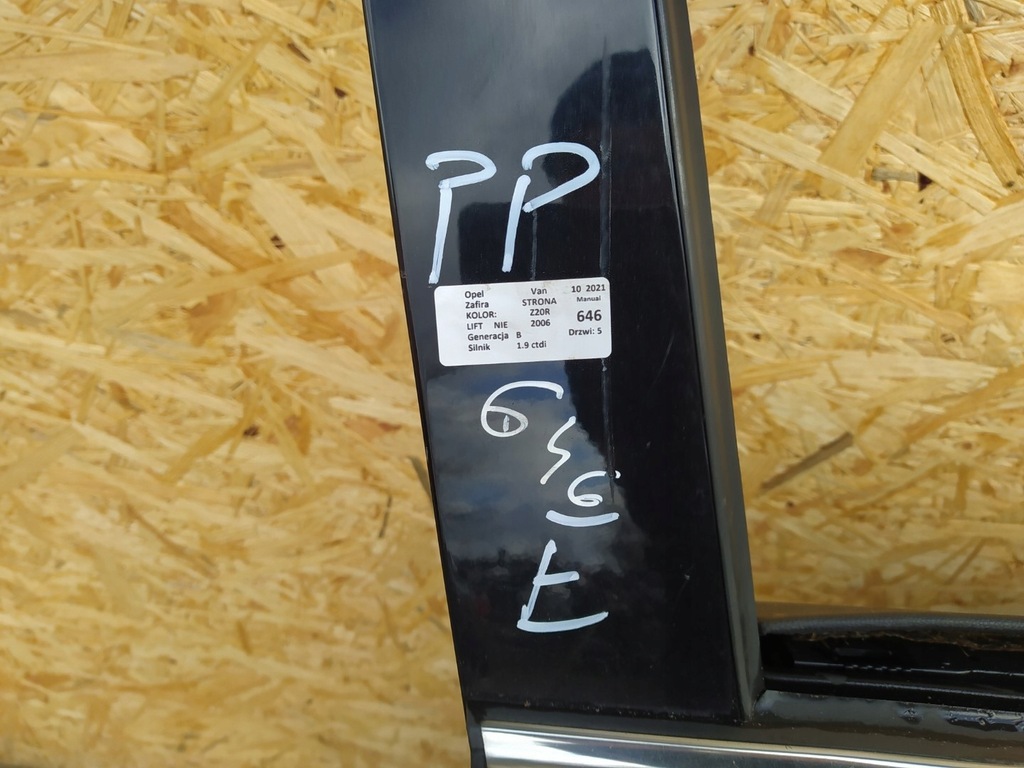 PP
Opel Van 10 2021
Zafira STRONA Manual
KOLOR: Z20R 646
LIFT NIE 2006
Generacja B Drzwi: 5
Silnik 1.9 ctdi
646